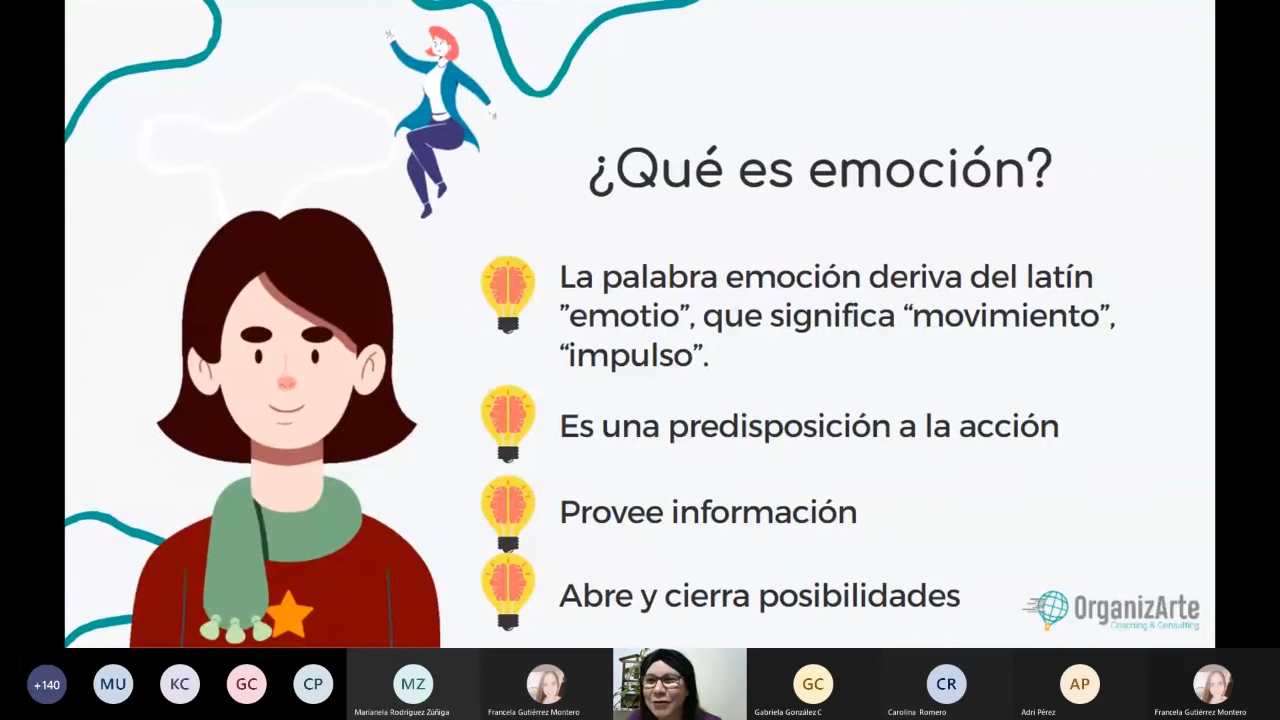 ¿Qué es emoción?
La palabra emoción deriva del latín
”emotio”, que significa “movimiento”,
“impulso”.
Es una predisposición a la acción
Provee información
Abre y cierra posibilidades
OrganizArte
Coaching & Consulting
+140
MU
KC
GC
CP
MZ
GC
CR
AP
Marianela Rodríguez Zúñiga
Francela Gutiérrez Montero
Gabriela González C
Carolina Romero
Adri Pérez
Francela Gutiérrez Montero